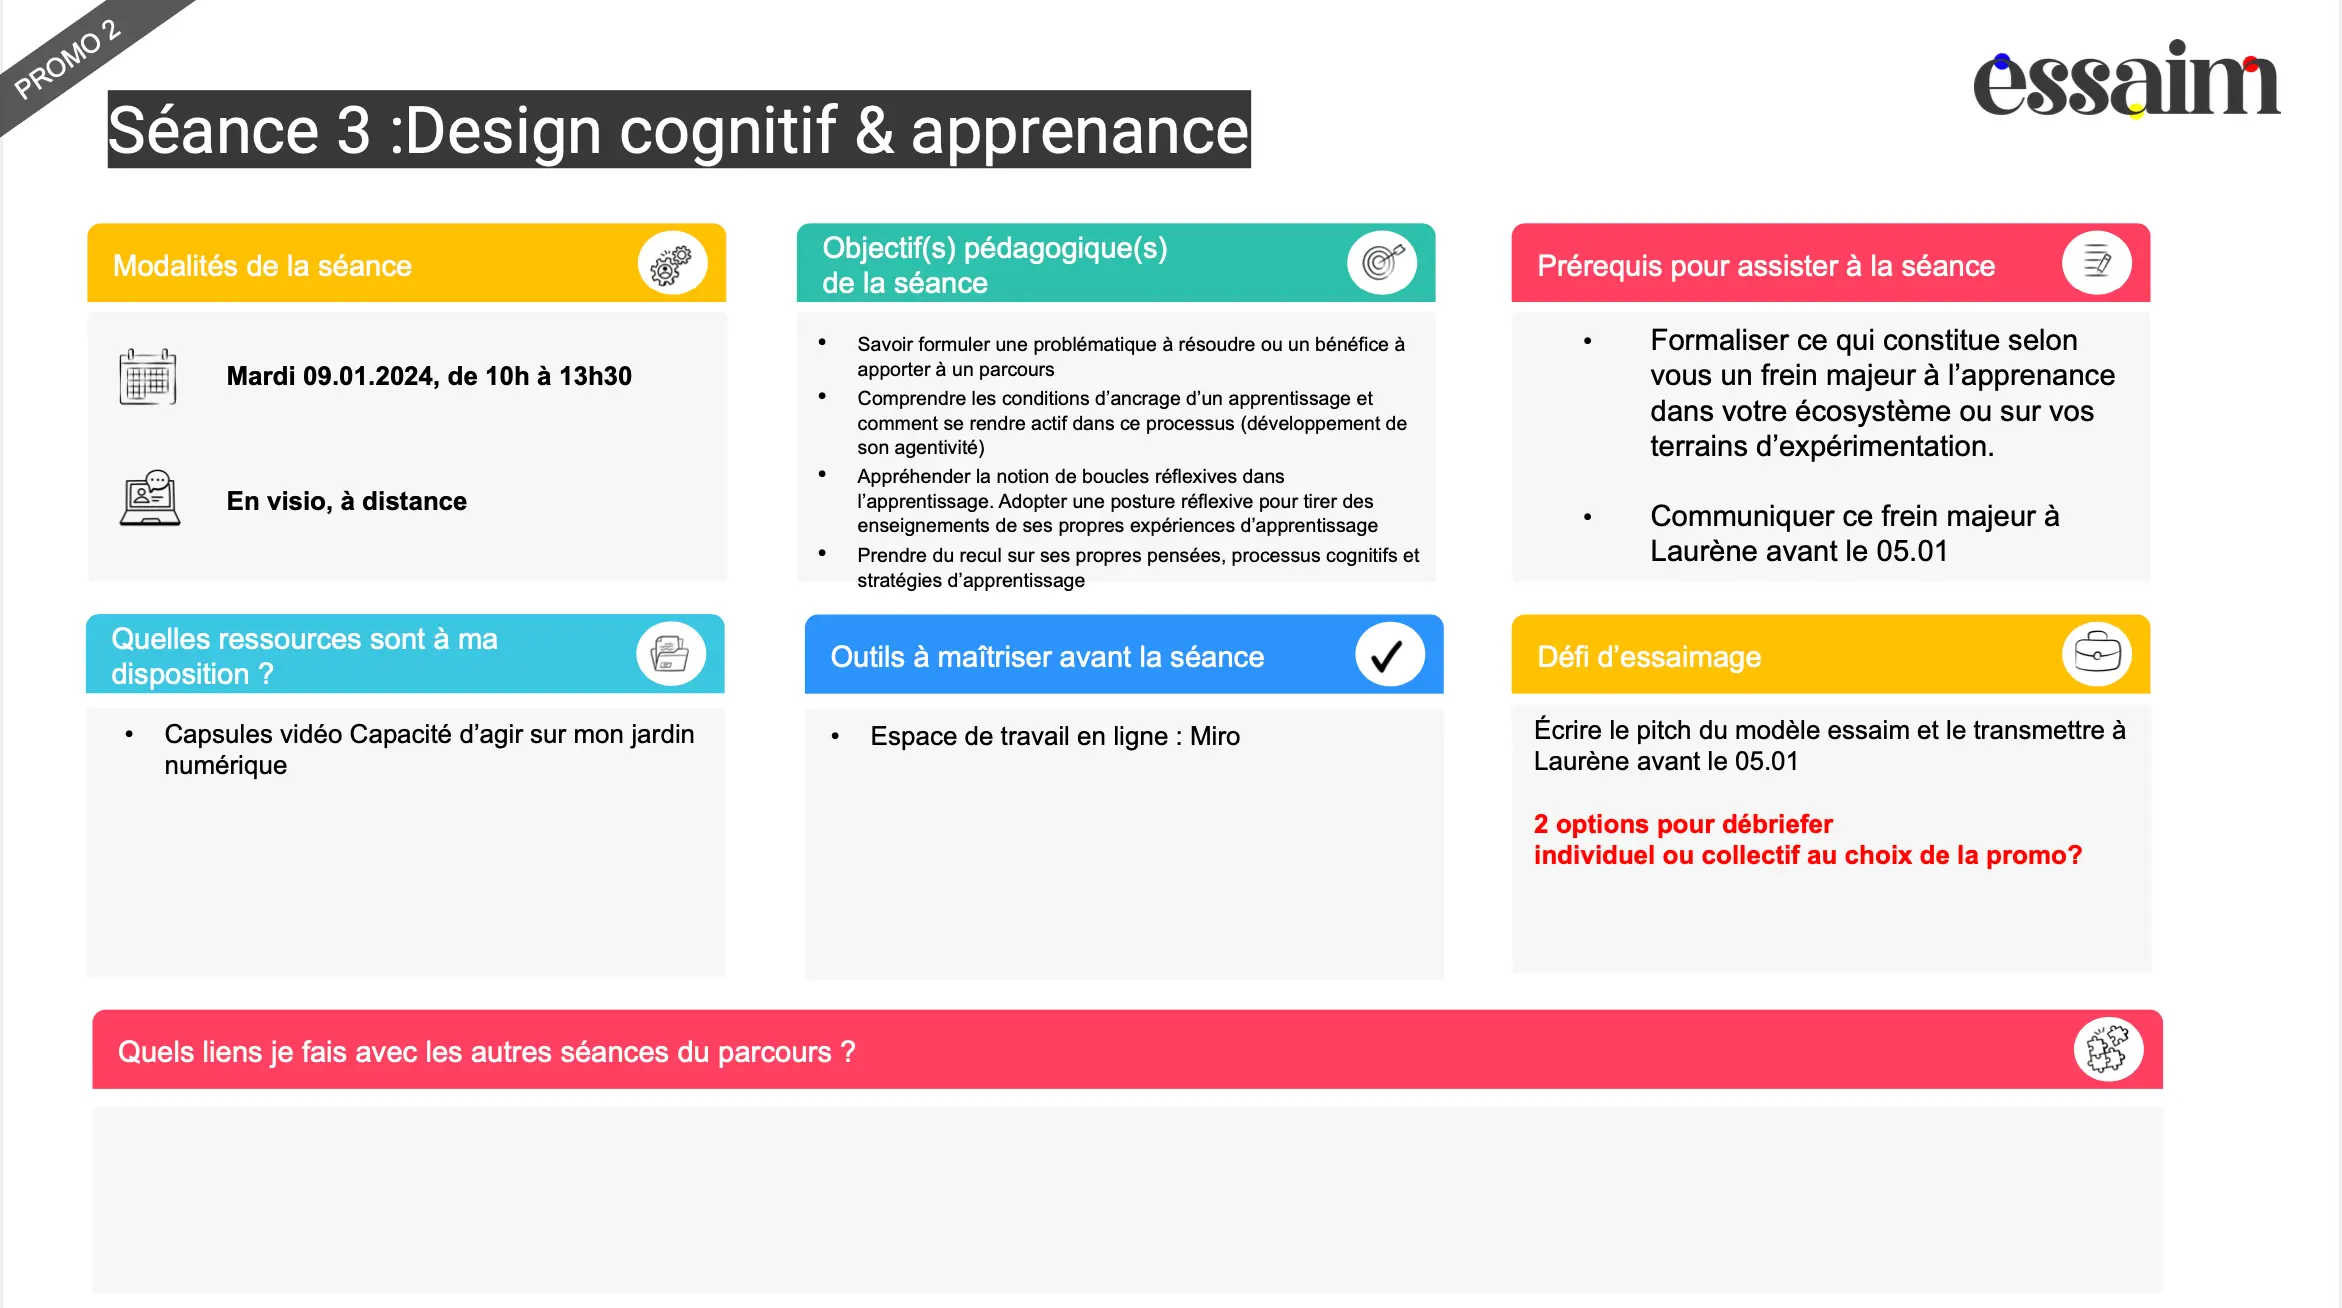 PROMO 2
essaim
Séance 3 :Design cognitif & apprenance
Modalités de la séance
Mardi 09.01.2024, de 10h à 13h30
En visio, à distance
Objectif(s) pédagogique(s)
de la séance
• Savoir formuler une problématique à résoudre ou un bénéfice à
apporter à un parcours
• Comprendre les conditions d’ancrage d’un apprentissage et
comment se rendre actif dans ce processus (développement de
son agentivité)
• Appréhender la notion de boucles réflexives dans
l’apprentissage. Adopter une posture réflexive pour tirer des
enseignements de ses propres expériences d’apprentissage
• Prendre du recul sur ses propres pensées, processus cognitifs et
stratégies d’apprentissage
Prérequis pour assister à la séance
• Formaliser ce qui constitue selon
vous un frein majeur à l’apprenance
dans votre écosystème ou sur vos
terrains d’expérimentation.
• Communiquer ce frein majeur à
Laurène avant le 05.01
Quelles ressources sont à ma
disposition ?
• Capsules vidéo Capacité d’agir sur mon jardin
numérique
Outils à maîtriser avant la séance
• Espace de travail en ligne : Miro
Défi d’essaimage
Écrire le pitch du modèle essaim et le transmettre à
Laurène avant le 05.01
2 options pour débriefer
individuel ou collectif au choix de la promo?
Quels liens je fais avec les autres séances du parcours ?